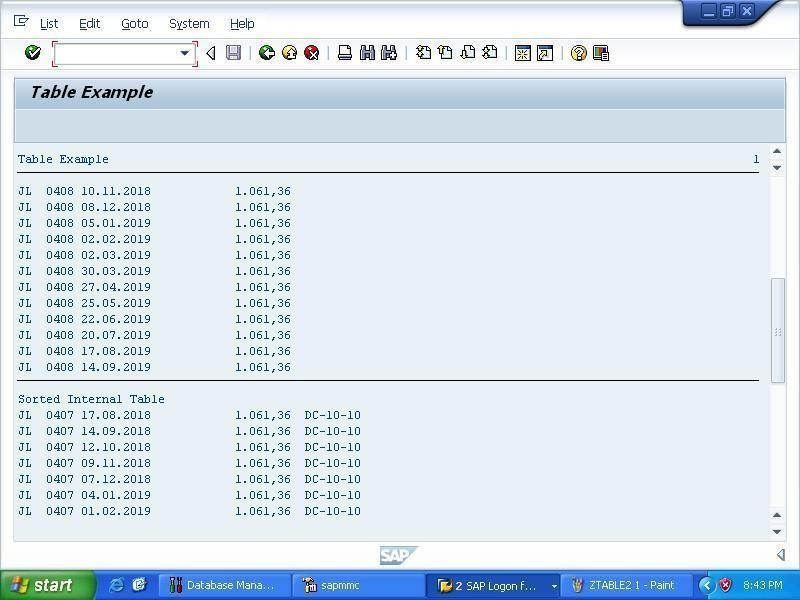 List Edit Goto System Help
Table Example
Table Example 1
JL 0408 10.11.2018 1.061,36
JL 0408 08.12.2018 1.061,36
JL 0408 05.01.2019 1.061,36
JL 0408 02.02.2019 1.061,36
JL 0408 02.03.2019 1.061,36
JL 0408 30.03.2019 1.061,36
JL 0408 27.04.2019 1.061,36
JL 0408 25.05.2019 1.061,36
JL 0408 22.06.2019 1.061,36
JL 0408 20.07.2019 1.061,36
JL 0408 17.08.2019 1.061,36
JL 0408 14.09.2019 1.061,36
Sorted Internal Table
JL 0407 17.08.2018 1.061,36 DC-10-10
JL 0407 14.09.2018 1.061,36 DC-10-10
JL 0407 12.10.2018 1.061,36 DC-10-10
JL 0407 09.11.2018 1.061,36 DC-10-10
JL 0407 07.12.2018 1.061,36 DC-10-10
JL 0407 04.01.2019 1.061,36 DC-10-10
JL 0407 01.02.2019 1.061,36 DC-10-10
SAP
start Database Mana... sapmmc 2 SAP Logon f... ZTABLE2 1 - Paint 8:43 PM